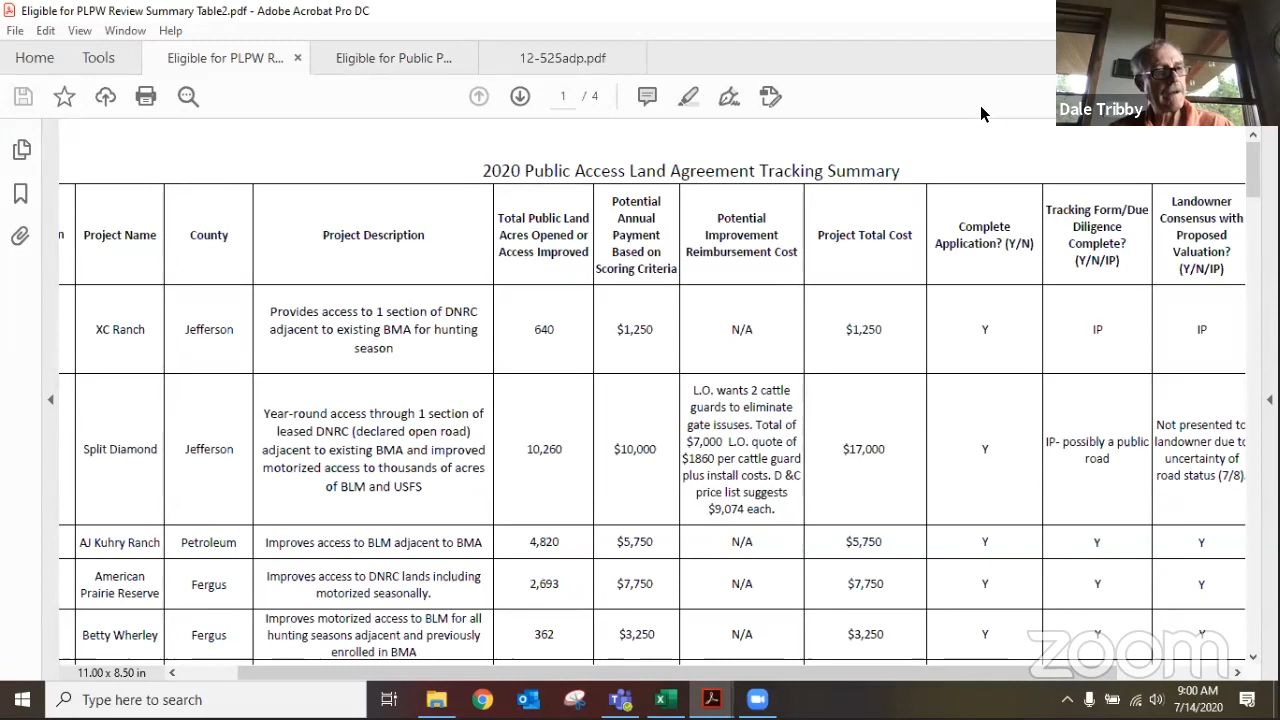 Eligible for PLPW Review Summary Table2.pdf - Adobe Acrobat Pro DC
File Edit View Window Help
Home Tools Eligible for PLPW R... × Eligible for Public P... 12-525adp.pdf
1 / 4
Dale Tribby
2020 Public Access Land Agreement Tracking Summary
n
Project Name
County
Project Description
Total Public Land
Acres Opened or
Access Improved
Potential
Annual
Payment
Based on
Scoring Criteria
Potential
Improvement
Reimbursement Cost
Project Total Cost
Complete
Application? (Y/N)
Tracking Form/Due
Diligence
Complete?
(Y/N/IP)
Landowner
Consensus with
Proposed
Valuation?
(Y/N/IP)
XC Ranch
Jefferson
Provides access to 1 section of DNRC
adjacent to existing BMA for hunting
season
640
$1,250
N/A
$1,250
Y
IP
IP
Split Diamond
Jefferson
Year-round access through 1 section of
leased DNRC (declared open road)
adjacent to existing BMA and improved
motorized access to thousands of acres
of BLM and USFS
10,260
$10,000
L.O. wants 2 cattle
guards to eliminate
gate issuses. Total of
$7,000 L.O. quote of
$1860 per cattle guard
plus install costs. D &C
price list suggests
$9,074 each.
$17,000
Y
IP- possibly a public
road
Not presented to
landowner due to
uncertainty of
road status (7/8).
AJ Kuhry Ranch
Petroleum
Improves access to BLM adjacent to BMA
4,820
$5,750
N/A
$5,750
Y
Y
Y
American
Prairie Reserve
Fergus
Improves access to DNRC lands including
motorized seasonally.
2,693
$7,750
N/A
$7,750
Y
Y
Y
Betty Wherley
Fergus
Improves motorized access to BLM for all
hunting seasons adjacent and previously
enrolled in BMA
362
$3,250
N/A
$3,250
Y
Y
Y
zoom
11.00 x 8.50 in
Type here to search
9:00 AM
7/14/2020